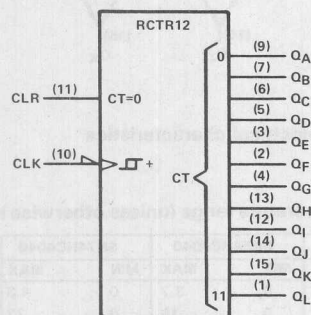 RCTR12
0
(9) QA
(7) QB
(6) QC
CLR (11) CT=0
(5) QD
(3) QE
CLK (10) +
(2) QF
CT
(4) QG
(13) QH
(12) QI
(14) QJ
(15) QK
11
(1) QL